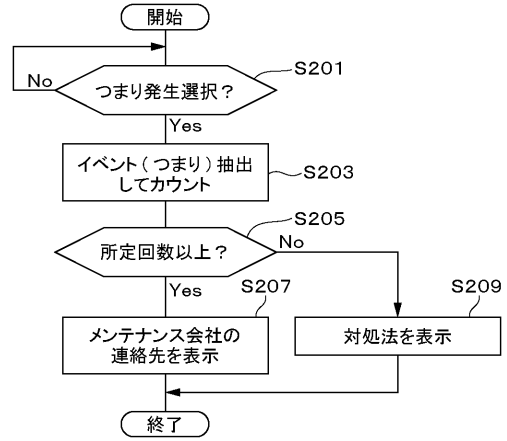 開始
S201
No
つまり発生選択？
Yes
イベント（つまり）抽出
してカウント
S203
S205
所定回数以上？
No
Yes
S207
S209
メンテナンス会社の
連絡先を表示
対処法を表示
終了